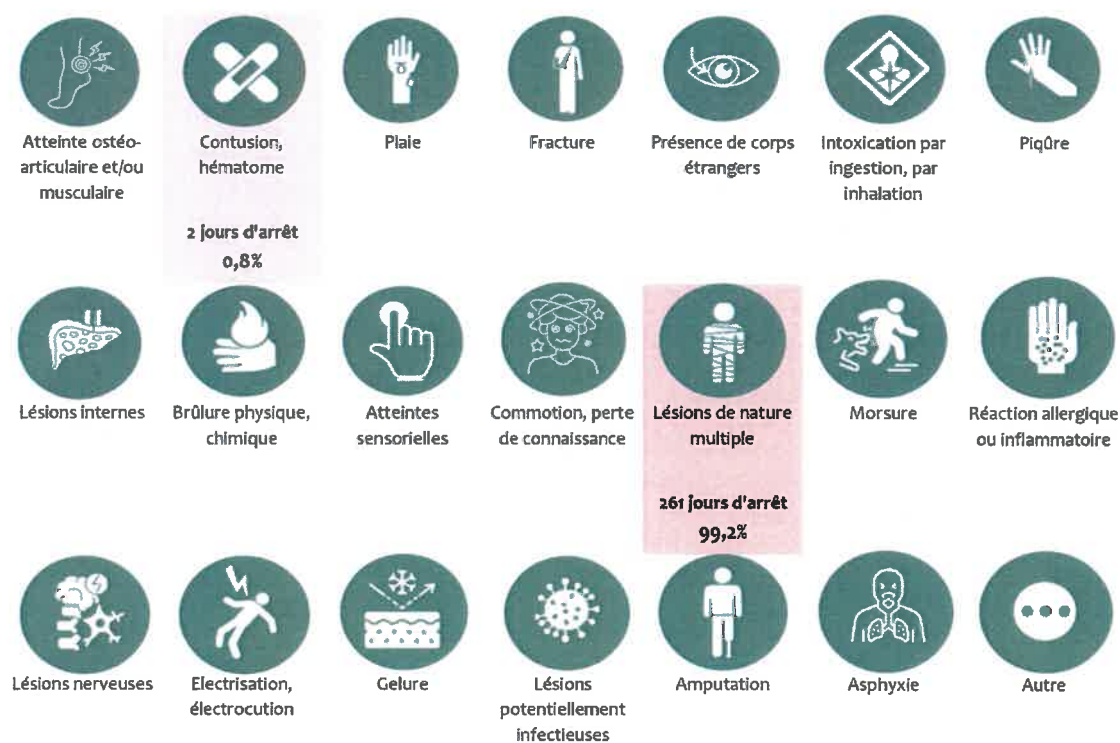 Atteinte ostéo-
articulaire et/ou
musculaire
Contusion,
hématome
2 jours d'arrêt
0,8%
Plaie
Fracture
Présence de corps
étrangers
Intoxication par
ingestion, par
inhalation
Piqûre
Lésions internes
Brûlure physique,
chimique
Atteintes
sensorielles
Commotion, perte
de connaissance
Lésions de nature
multiple
261 jours d'arrêt
99,2%
Morsure
Réaction allergique
ou inflammatoire
Lésions nerveuses
Electrisation,
électrocution
Gelure
Lésions
potentiellement
infectieuses
Amputation
Asphyxie
Autre